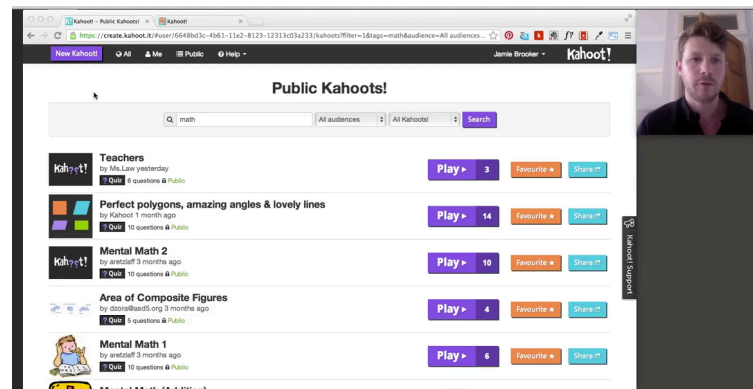 Kahoot! - Public Kahoots!
Kahoot!
https://create.kahoot.it/#user/6648bd3c-4b61-11e2-8123-12313c03a233/kahoots?filter=1&tags=math&audience=All audiences...
New Kahoot!
All
Me
Public
Help
Jamie Brooker
Kahoot!
Public Kahoots!
math
All audiences
All Kahoots!
Search
Kahoot!
Teachers
by Ms.Law yesterday
? Quiz 6 questions Public
Play 3
Favourite
Share
Perfect polygons, amazing angles & lovely lines
by Kahoot 1 month ago
? Quiz 10 questions Public
Play 14
Favourite
Share
Kahoot!
Mental Math 2
by aretzlaff 3 months ago
? Quiz 10 questions Public
Play 10
Favourite
Share
Area of Composite Figures
by dzora@asd5.org 3 months ago
? Quiz 5 questions Public
Play 4
Favourite
Share
Mental Math 1
by aretzlaff 3 months ago
? Quiz 10 questions Public
Play 6
Favourite
Share
Mental Math (Addition)
Kahoot! Support